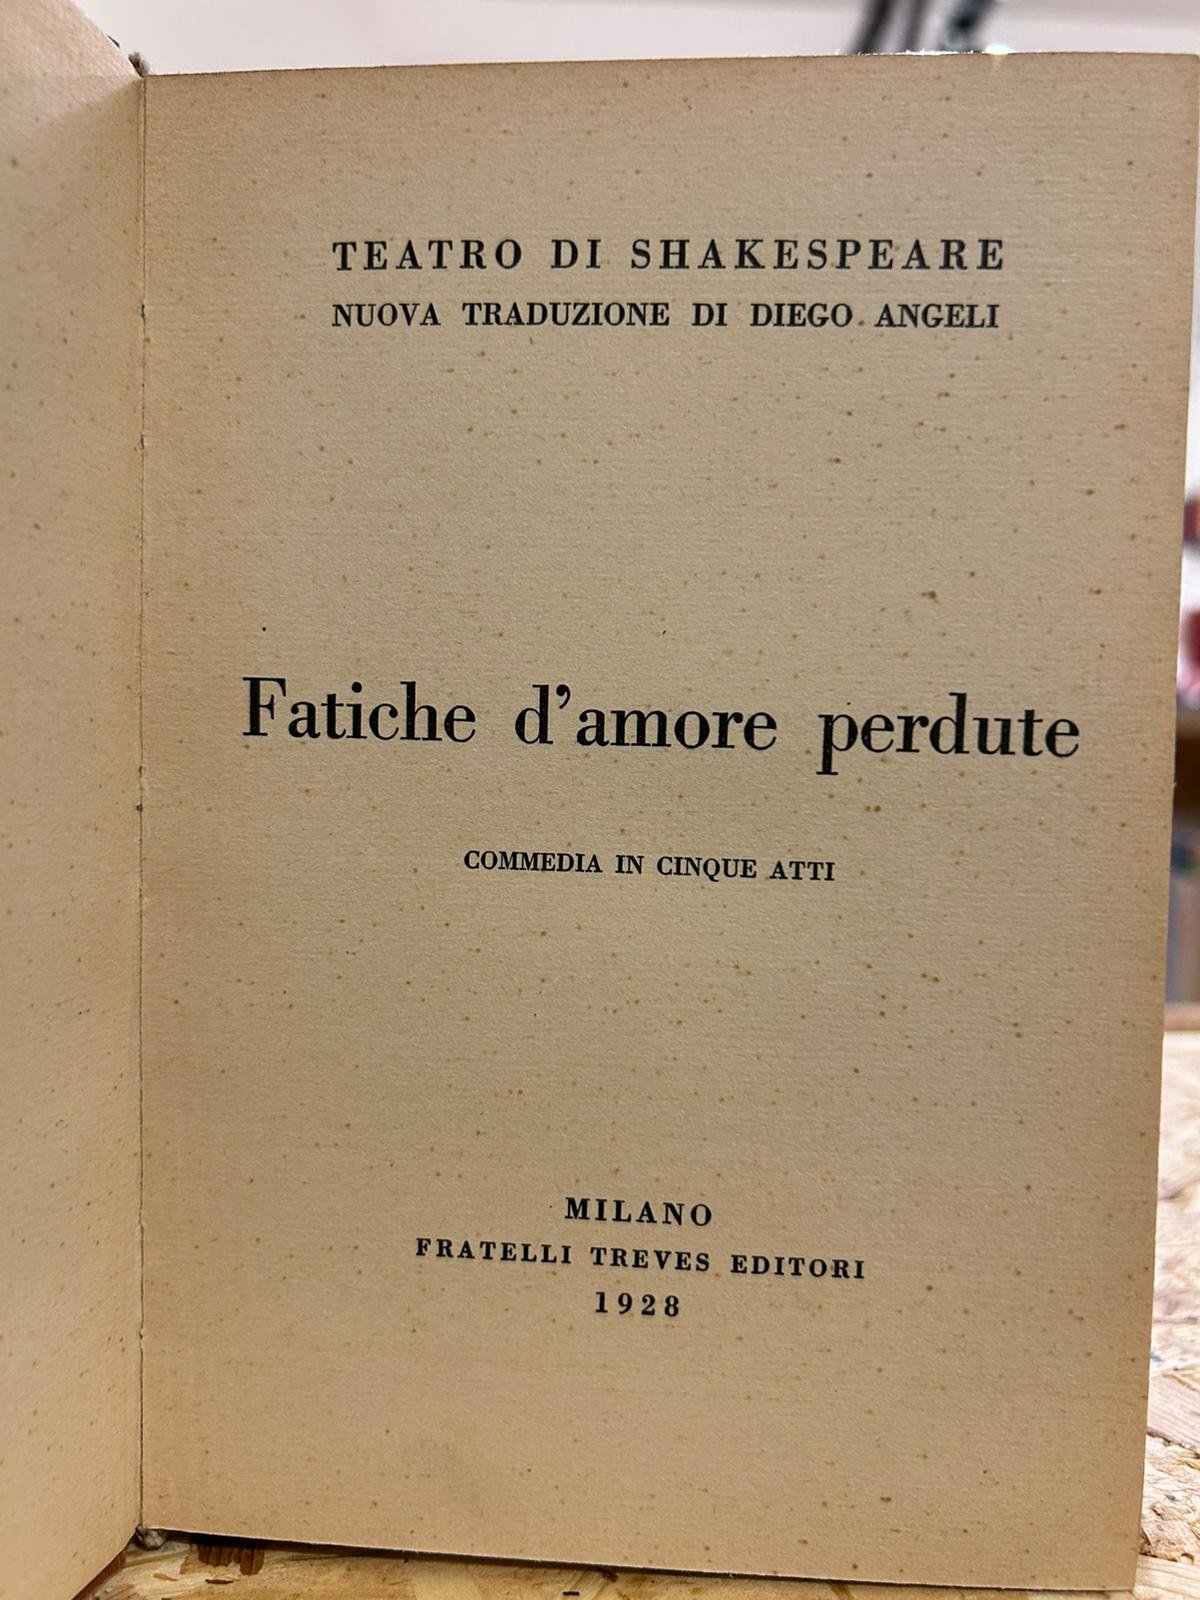 TEATRO DI SHAKESPEARE
NUOVA TRADUZIONE DI DIEGO ANGELI
Fatiche d'amore perdute
COMMEDIA IN CINQUE ATTI
MILANO
FRATELLI TREVES EDITORI
1928